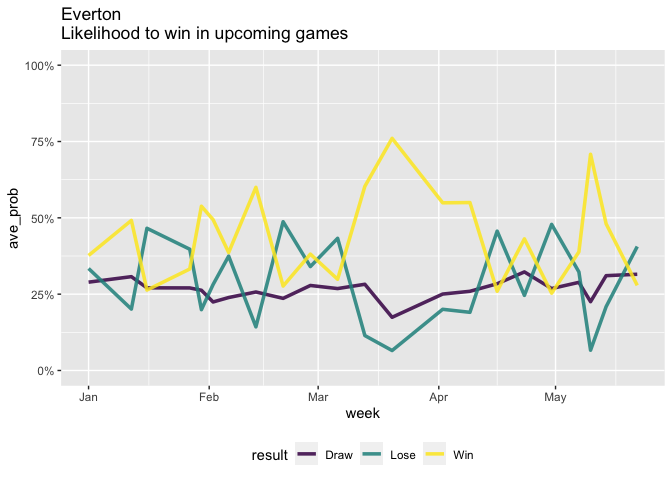 Everton
Likelihood to win in upcoming games
100%
75%
50%
25%
0%
ave_prob
Jan Feb Mar Apr May
week
result Draw Lose Win